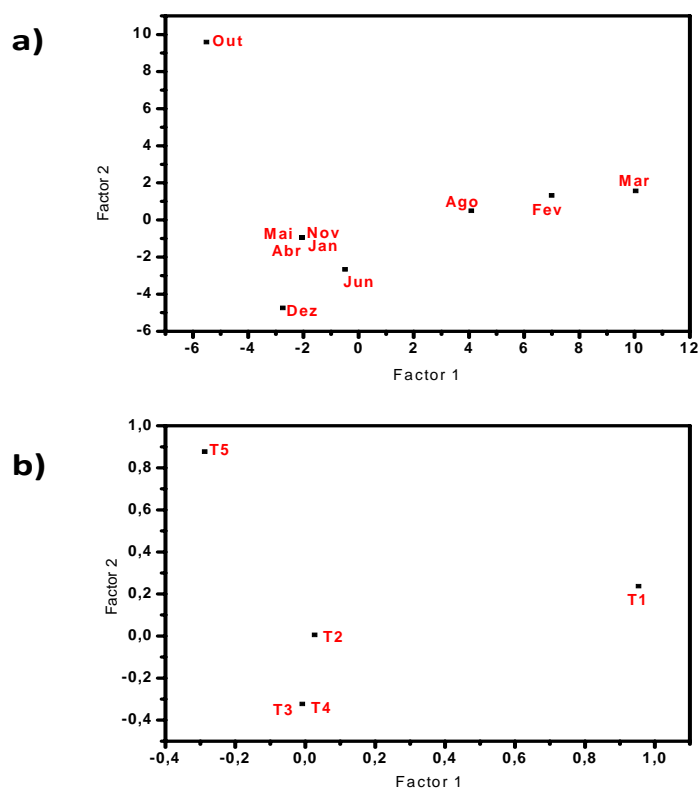 a)
10
8
6
4
2
0
-2
-4
-6
Factor 2
Out
Mar
Ago
Fev
Mai Nov
Abr Jan
Jun
Dez
-6 -4 -2 0 2 4 6 8 10 12
Factor 1
b)
1,0
0,8
0,6
0,4
0,2
0,0
-0,2
-0,4
Factor 2
T5
T1
T2
T3 T4
-0,4 -0,2 0,0 0,2 0,4 0,6 0,8 1,0
Factor 1